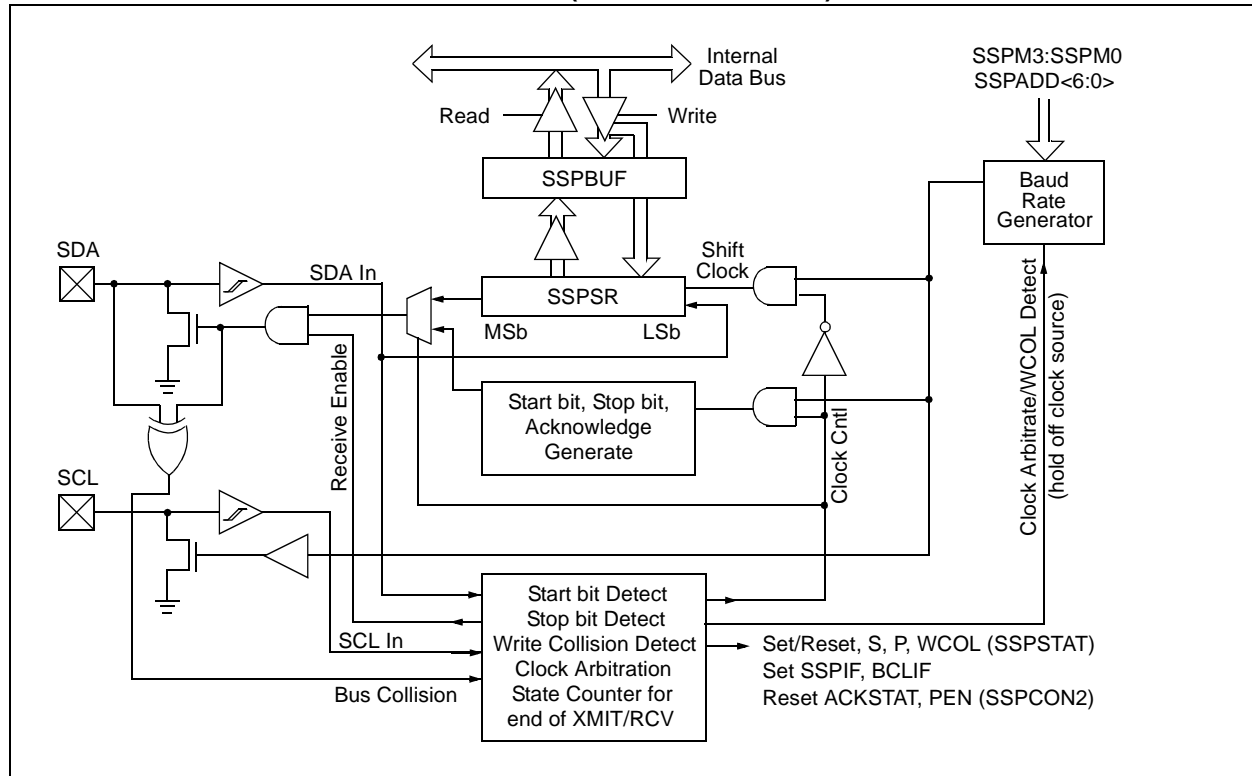 Internal
Data Bus
SSPM3:SSPM0
SSPADD<6:0>
Read
Write
SSPBUF
Baud
Rate
Generator
SDA
SDA In
Shift
Clock
SSPSR
MSb
LSb
Receive Enable
Start bit, Stop bit,
Acknowledge
Generate
Clock Cntl
Clock Arbitrate/WCOL Detect
(hold off clock source)
SCL
SCL In
Bus Collision
Start bit Detect
Stop bit Detect
Write Collision Detect
Clock Arbitration
State Counter for
end of XMIT/RCV
Set/Reset, S, P, WCOL (SSPSTAT)
Set SSPIF, BCLIF
Reset ACKSTAT, PEN (SSPCON2)